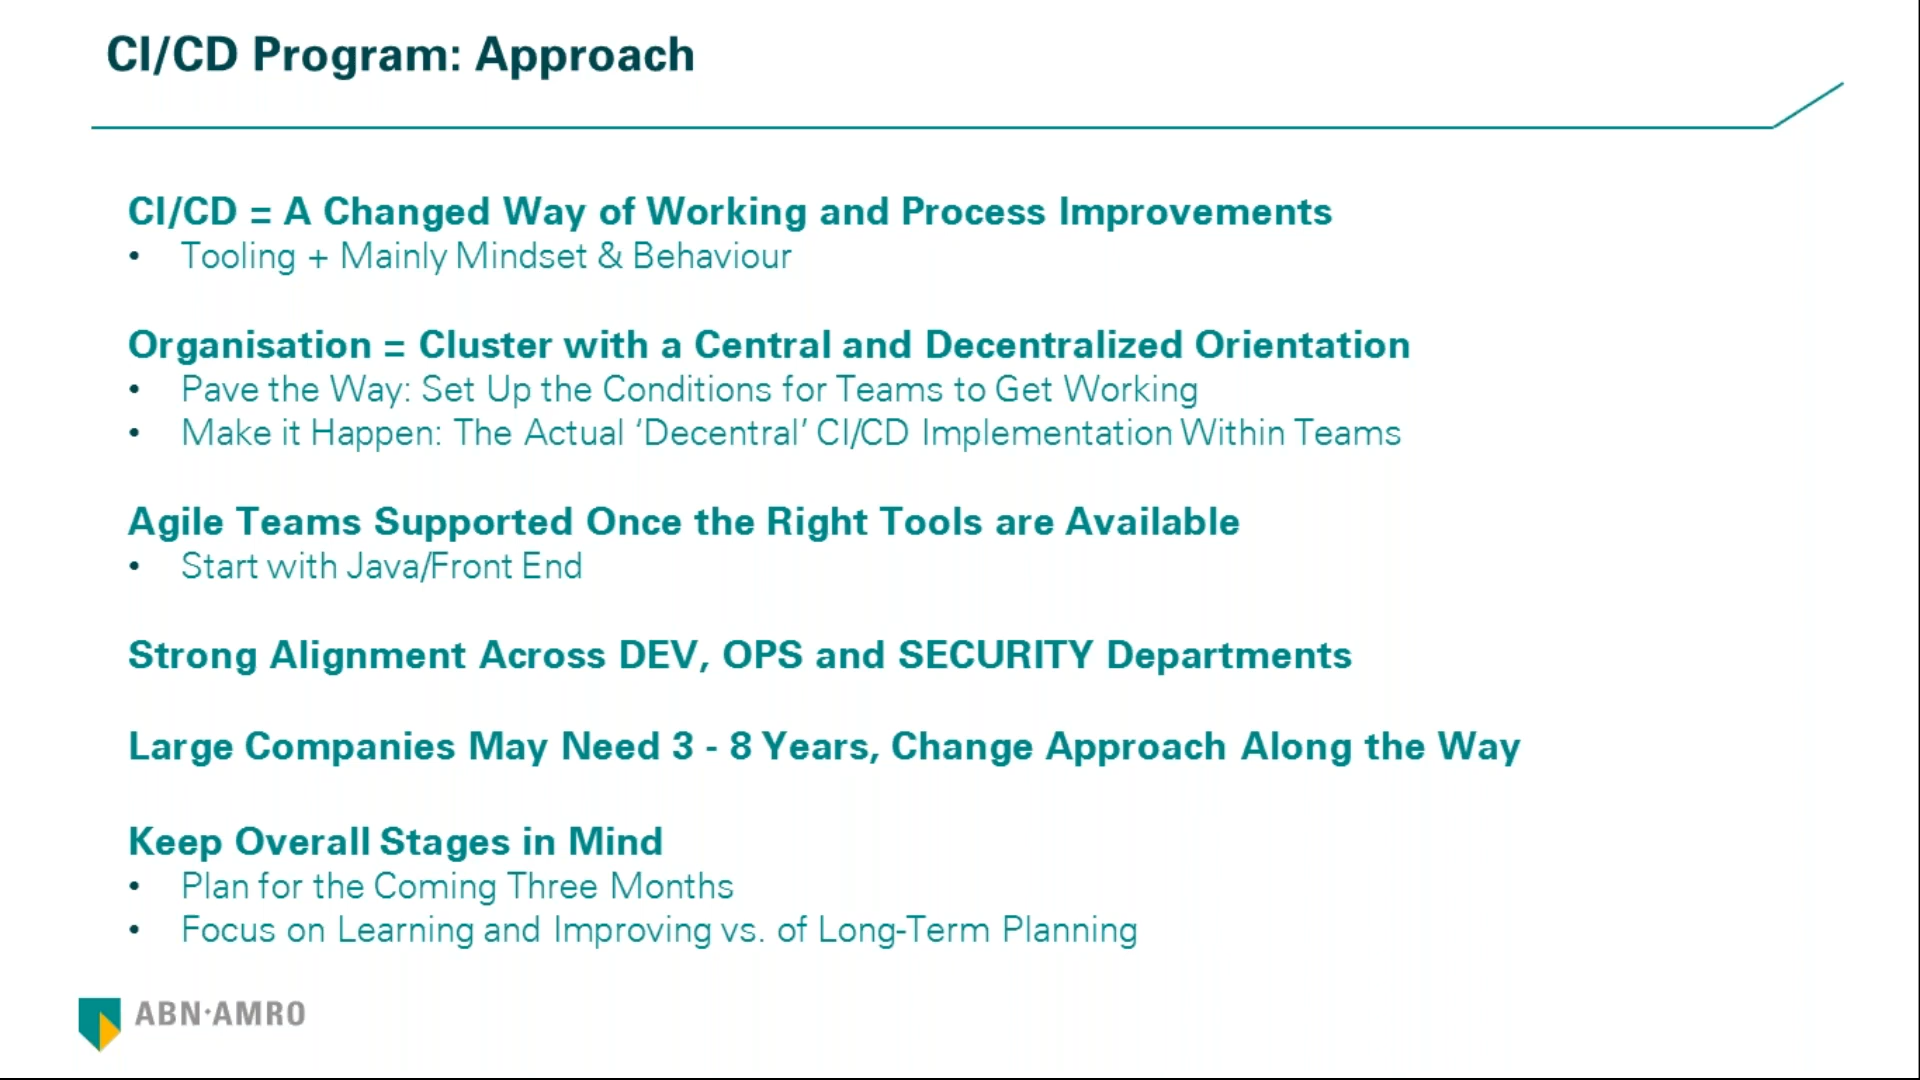 CI/CD Program: Approach
CI/CD = A Changed Way of Working and Process Improvements
• Tooling + Mainly Mindset & Behaviour
Organisation = Cluster with a Central and Decentralized Orientation
• Pave the Way: Set Up the Conditions for Teams to Get Working
• Make it Happen: The Actual ‘Decentral’ CI/CD Implementation Within Teams
Agile Teams Supported Once the Right Tools are Available
• Start with Java/Front End
Strong Alignment Across DEV, OPS and SECURITY Departments
Large Companies May Need 3 - 8 Years, Change Approach Along the Way
Keep Overall Stages in Mind
• Plan for the Coming Three Months
• Focus on Learning and Improving vs. of Long-Term Planning
ABN·AMRO